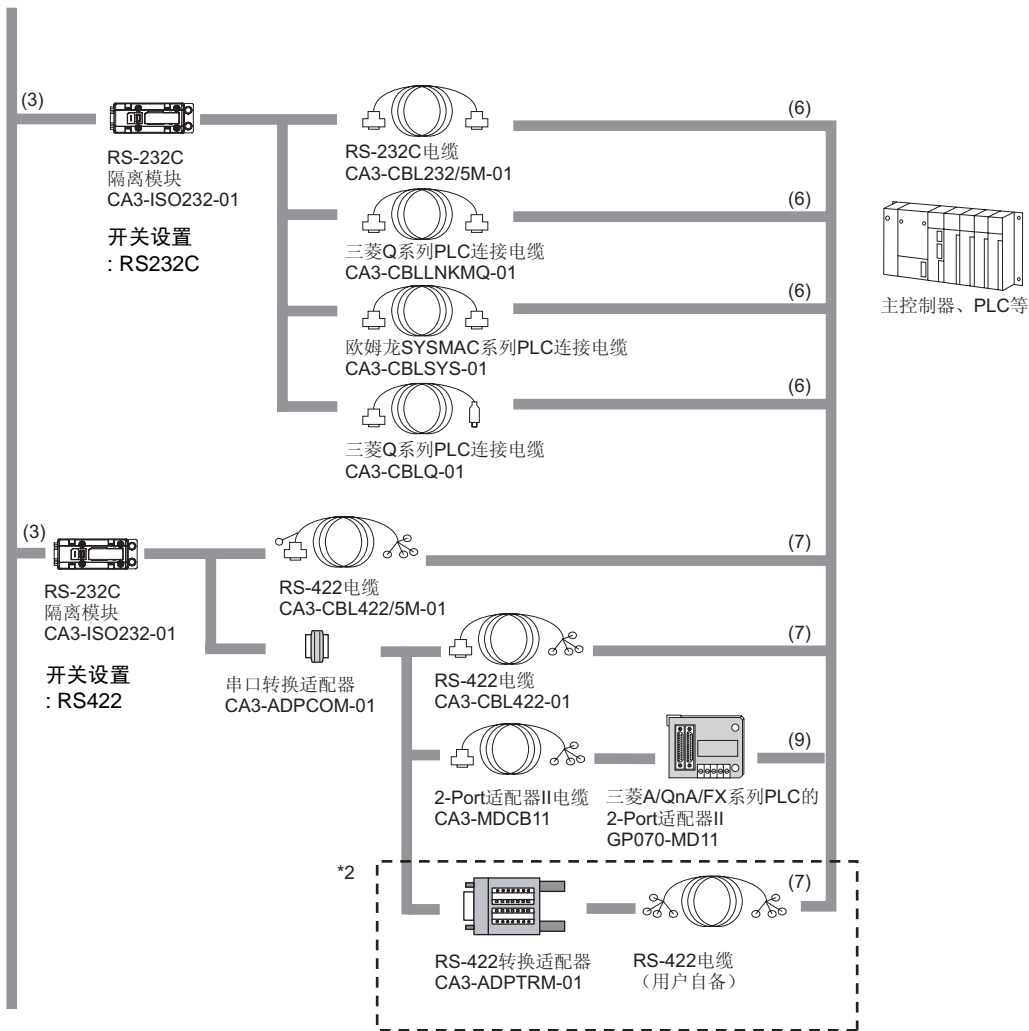 (3)
RS-232C
隔离模块
CA3-ISO232-01
开关设置
: RS232C
RS-232C电缆
CA3-CBL232/5M-01
(6)
三菱Q系列PLC连接电缆
CA3-CBLLNKMQ-01
(6)
欧姆龙SYSMAC系列PLC连接电缆
CA3-CBLSYS-01
(6)
三菱Q系列PLC连接电缆
CA3-CBLQ-01
(6)
主控制器、PLC等
(3)
RS-232C
隔离模块
CA3-ISO232-01
开关设置
: RS422
RS-422电缆
CA3-CBL422/5M-01
(7)
串口转换适配器
CA3-ADPCOM-01
RS-422电缆
CA3-CBL422-01
(7)
2-Port适配器II电缆
CA3-MDCB11
三菱A/QnA/FX系列PLC的
2-Port适配器II
GP070-MD11
(9)
*2
RS-422转换适配器
CA3-ADPTRM-01
RS-422电缆
（用户自备）
(7)